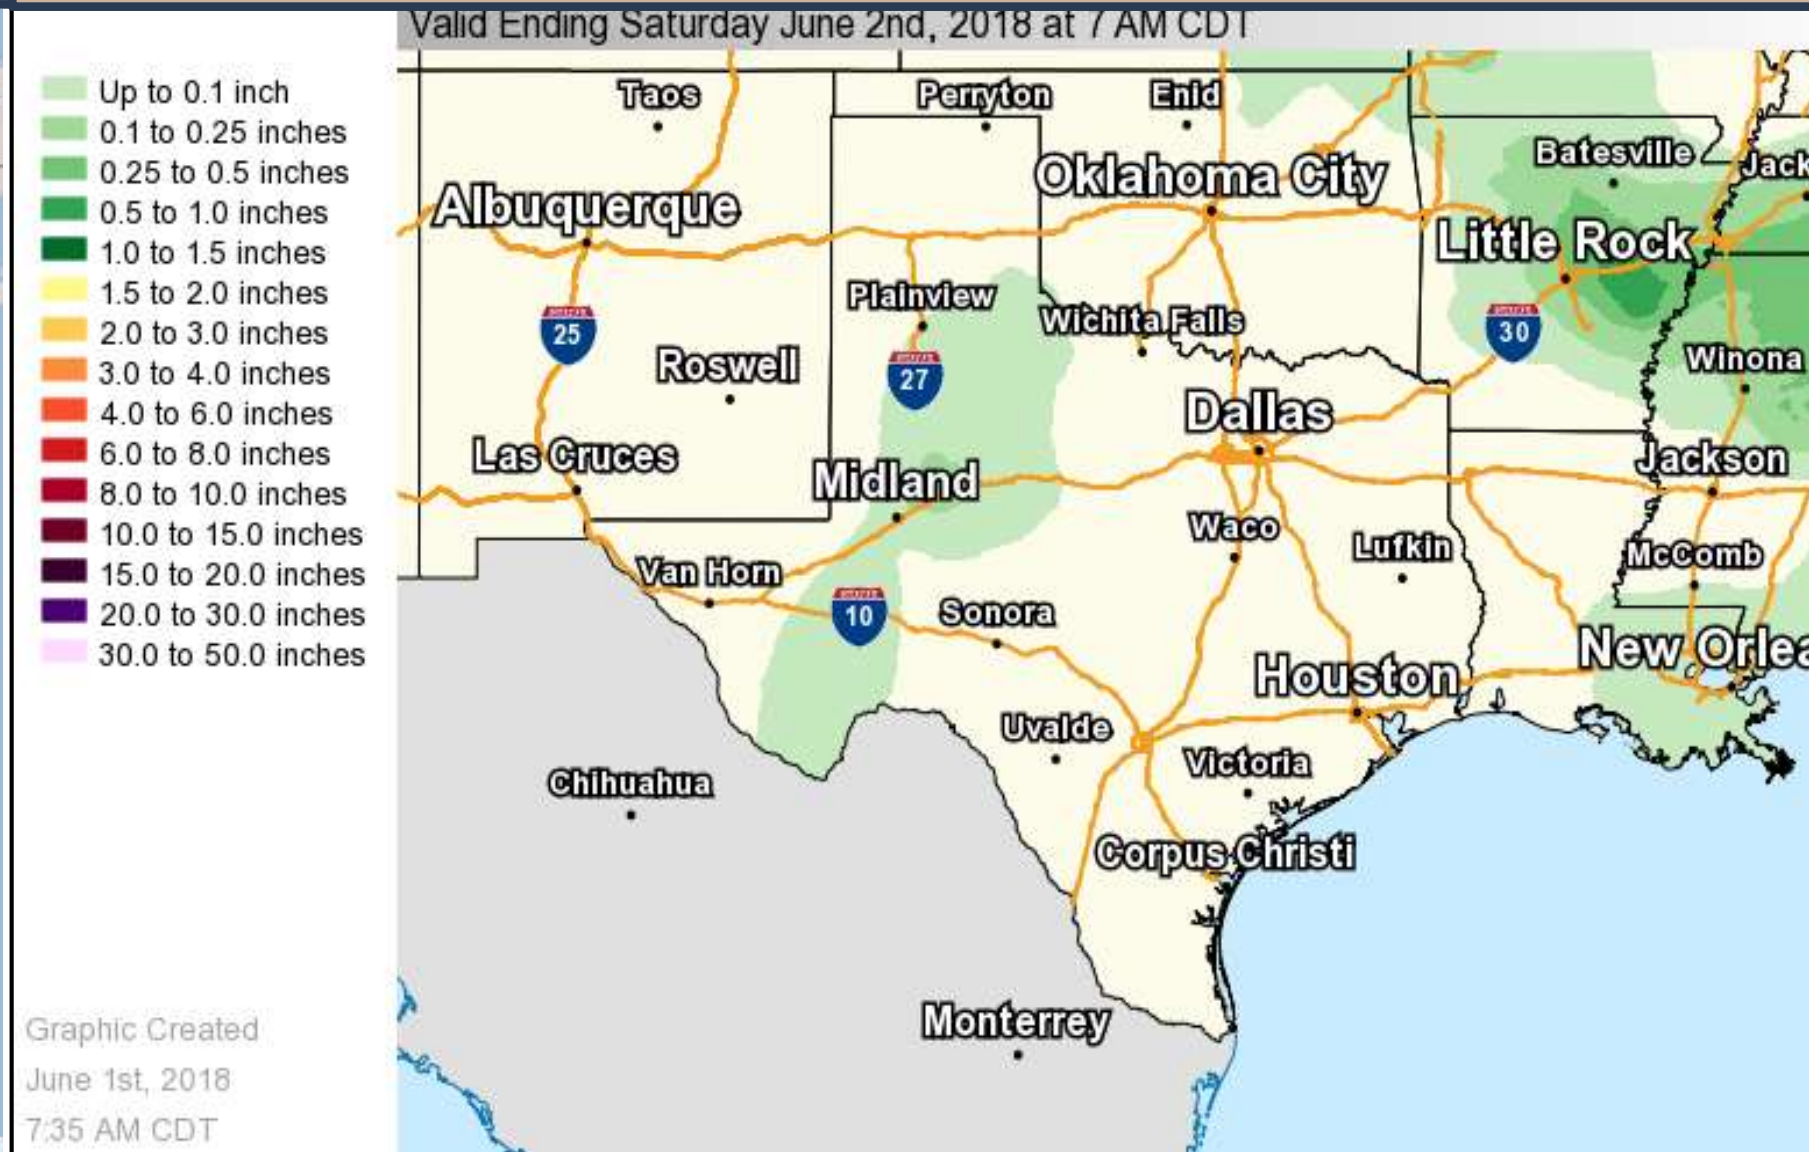 Valid Ending Saturday June 2nd, 2018 at 7 AM CDT
Up to 0.1 inch
0.1 to 0.25 inches
0.25 to 0.5 inches
0.5 to 1.0 inches
1.0 to 1.5 inches
1.5 to 2.0 inches
2.0 to 3.0 inches
3.0 to 4.0 inches
4.0 to 6.0 inches
6.0 to 8.0 inches
8.0 to 10.0 inches
10.0 to 15.0 inches
15.0 to 20.0 inches
20.0 to 30.0 inches
30.0 to 50.0 inches
Graphic Created
June 1st, 2018
7:35 AM CDT
Taos
Perryton
Enid
Batesville
Jack
Oklahoma City
Albuquerque
Little Rock
Plainview
Wichita Falls
25
30
Roswell
Winona
27
Dallas
Las Cruces
Jackson
Midland
Waco
Lufkin
McComb
Van Horn
10
Sonora
New Orlea
Houston
Uvalde
Victoria
Chihuahua
Corpus Christi
Monterrey